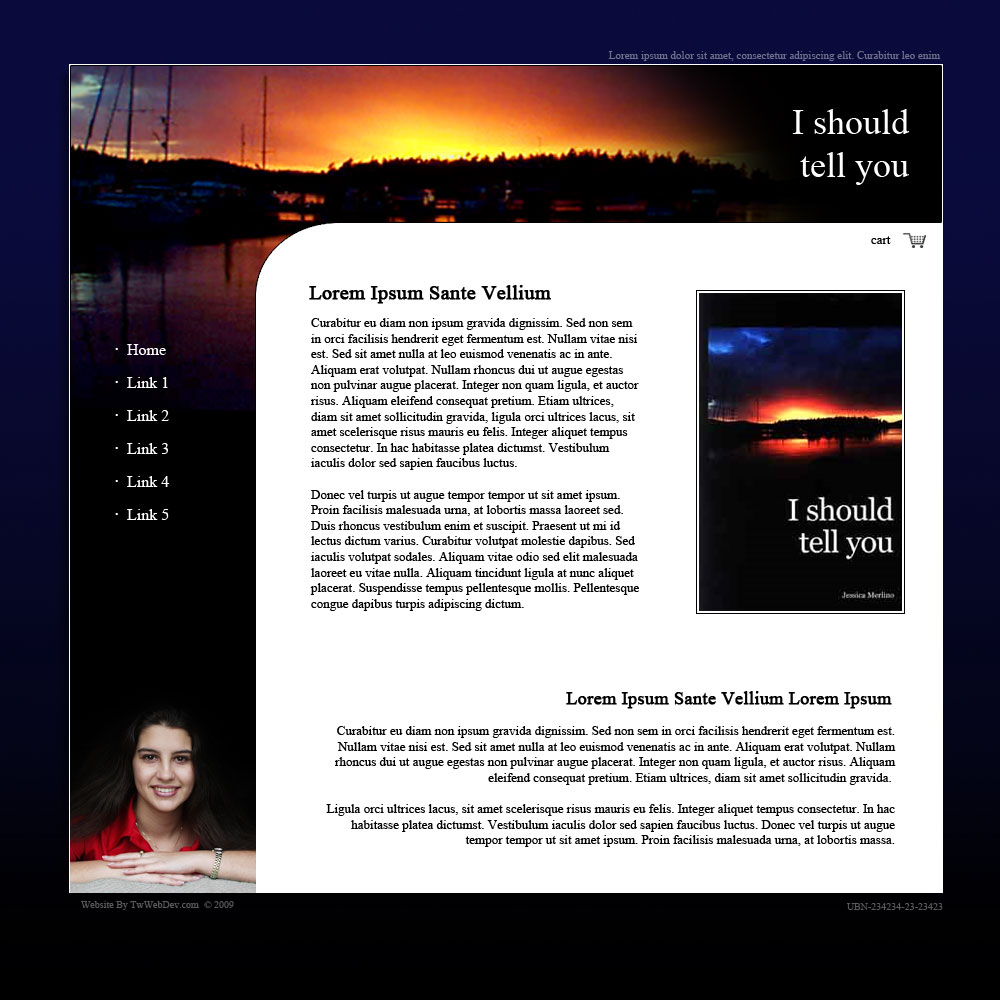 Lorem ipsum dolor sit amet, consectetur adipiscing elit. Curabitur leo enim
I should
tell you
cart
· Home
· Link 1
· Link 2
· Link 3
· Link 4
· Link 5
Lorem Ipsum Sante Vellium
Curabitur eu diam non ipsum gravida dignissim. Sed non sem
in orci facilisis hendrerit eget fermentum est. Nullam vitae nisi
est. Sed sit amet nulla at leo euismod venenatis ac in ante.
Aliquam erat volutpat. Nullam rhoncus dui ut augue egestas
non pulvinar augue placerat. Integer non quam ligula, et auctor
risus. Aliquam eleifend consequat pretium. Etiam ultrices,
diam sit amet sollicitudin gravida, ligula orci ultrices lacus, sit
amet scelerisque risus mauris eu felis. Integer aliquet tempus
consectetur. In hac habitasse platea dictumst. Vestibulum
iaculis dolor sed sapien faucibus luctus.
Donec vel turpis ut augue tempor tempor ut sit amet ipsum.
Proin facilisis malesuada urna, at lobortis massa laoreet sed.
Duis rhoncus vestibulum enim et suscipit. Praesent ut mi id
lectus dictum varius. Curabitur volutpat molestie dapibus. Sed
iaculis volutpat sodales. Aliquam vitae odio sed elit malesuada
laoreet eu vitae nulla. Aliquam tincidunt ligula at nunc aliquet
placerat. Suspendisse tempus pellentesque mollis. Pellentesque
congue dapibus turpis adipiscing dictum.
I should
tell you
Jessica Merlino
Lorem Ipsum Sante Vellium Lorem Ipsum
Curabitur eu diam non ipsum gravida dignissim. Sed non sem in orci facilisis hendrerit eget fermentum est.
Nullam vitae nisi est. Sed sit amet nulla at leo euismod venenatis ac in ante. Aliquam erat volutpat. Nullam
rhoncus dui ut augue egestas non pulvinar augue placerat. Integer non quam ligula, et auctor risus. Aliquam
eleifend consequat pretium. Etiam ultrices, diam sit amet sollicitudin gravida.
Ligula orci ultrices lacus, sit amet scelerisque risus mauris eu felis. Integer aliquet tempus consectetur. In hac
habitasse platea dictumst. Vestibulum iaculis dolor sed sapien faucibus luctus. Donec vel turpis ut augue
tempor tempor ut sit amet ipsum. Proin facilisis malesuada urna, at lobortis massa.
Website By TwWebDev.com © 2009
UBN-234234-23-23423